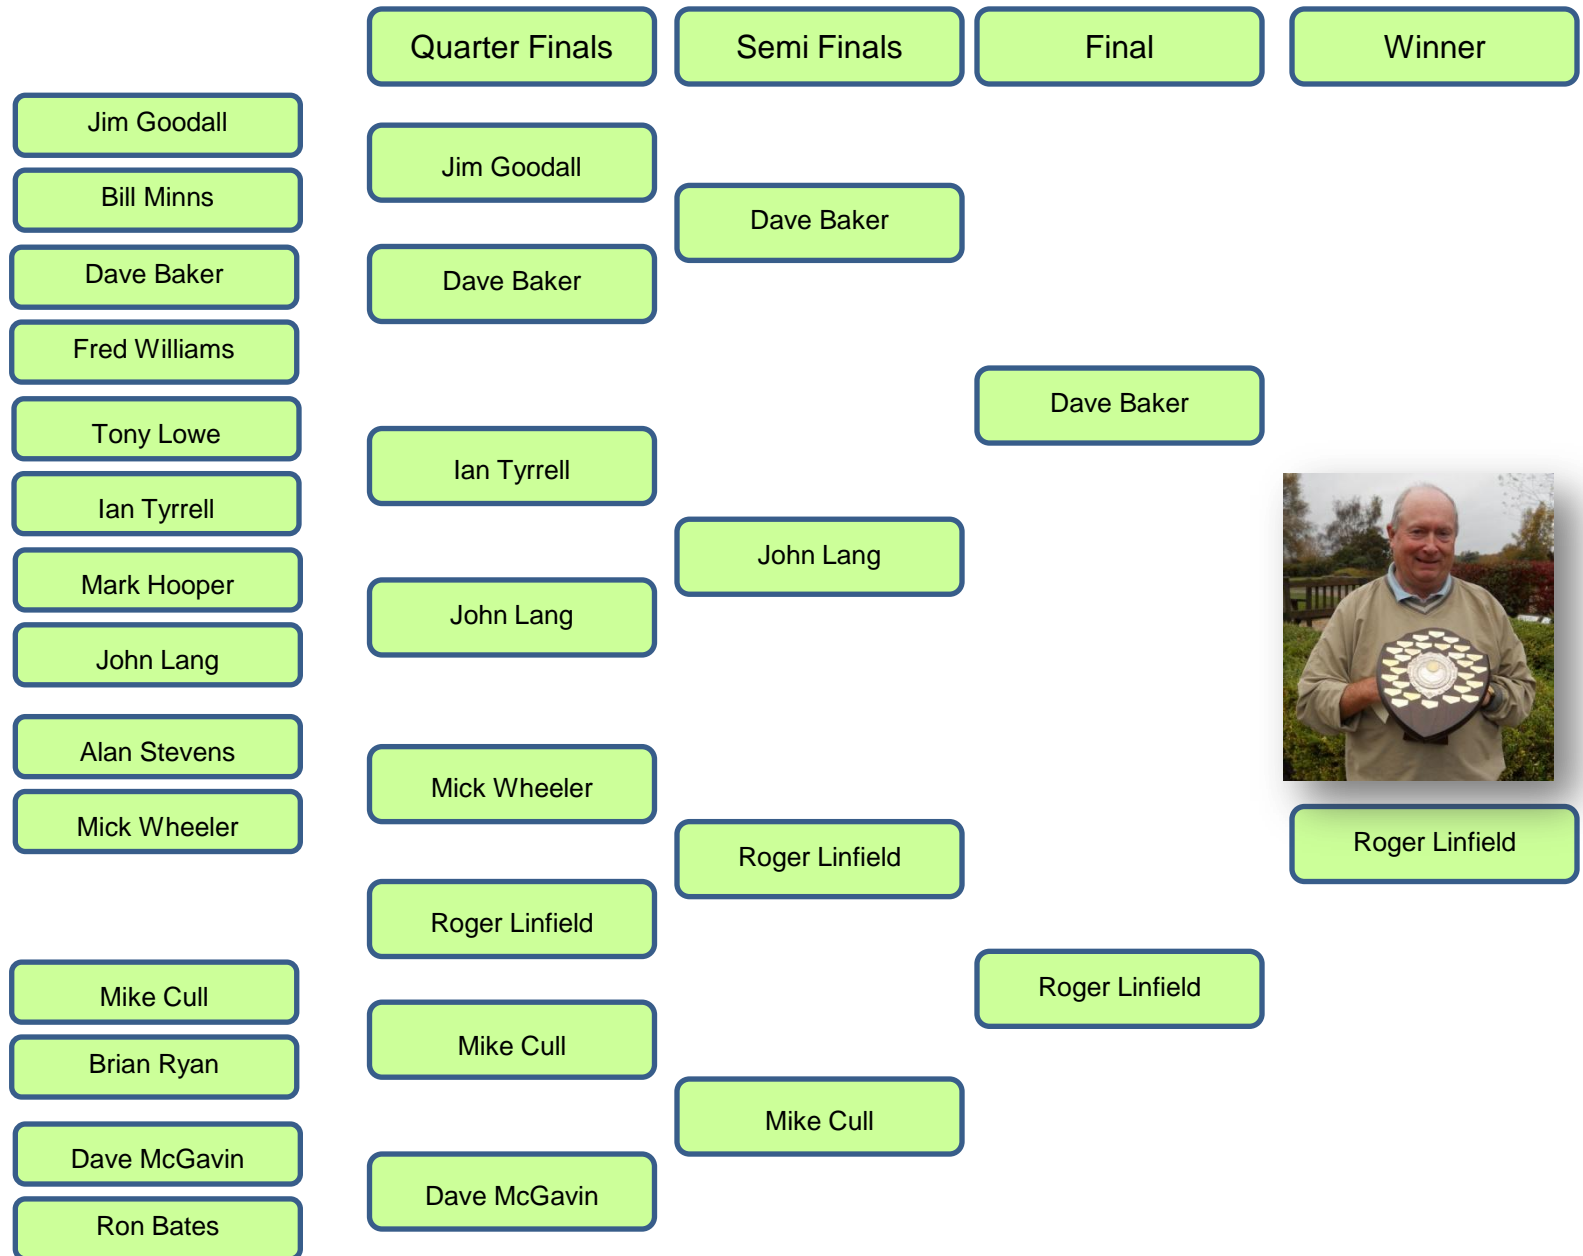 Quarter Finals
Semi Finals
Final
Winner
Jim Goodall
Bill Minns
Dave Baker
Fred Williams
Tony Lowe
Ian Tyrrell
Mark Hooper
John Lang
Alan Stevens
Mick Wheeler
Mike Cull
Brian Ryan
Dave McGavin
Ron Bates
Jim Goodall
Dave Baker
Ian Tyrrell
John Lang
Mick Wheeler
Roger Linfield
Mike Cull
Dave McGavin
Dave Baker
John Lang
Roger Linfield
Mike Cull
Dave Baker
Roger Linfield
Roger Linfield